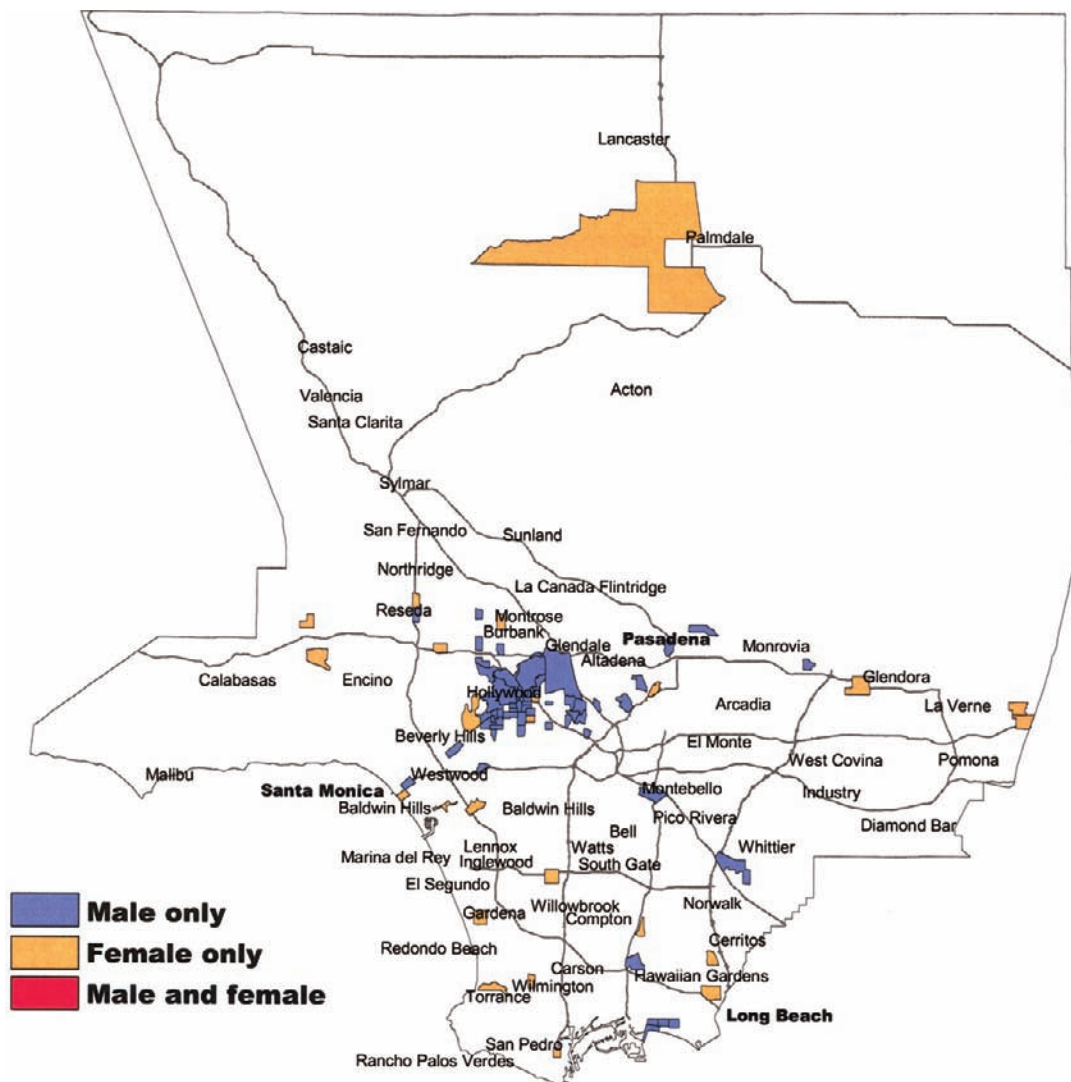 Lancaster
Palmdale
Castaic
Acton
Valencia
Santa Clarita
Sylmar
San Fernando
Sunland
Northridge
La Canada Flintridge
Reseda
Montrose
Burbank
Pasadena
Glendale
Monrovia
Altadena
Calabasas
Encino
Glendora
Hollywood
La Verne
Arcadia
Beverly Hills
El Monte
West Covina
Pomona
Malibu
Westwood
Santa Monica
Montebello
Industry
Baldwin Hills
Baldwin Hills
Pico Rivera
Diamond Bar
Bell
Lennox
Watts
Whittier
Marina del Rey
Inglewood
South Gate
El Segundo
Willowbrook
Norwalk
Gardena
Compton
Male only
Redondo Beach
Cerritos
Female only
Carson
Hawaiian Gardens
Wilmington
Torrance
Male and female
Long Beach
San Pedro
Rancho Palos Verdes